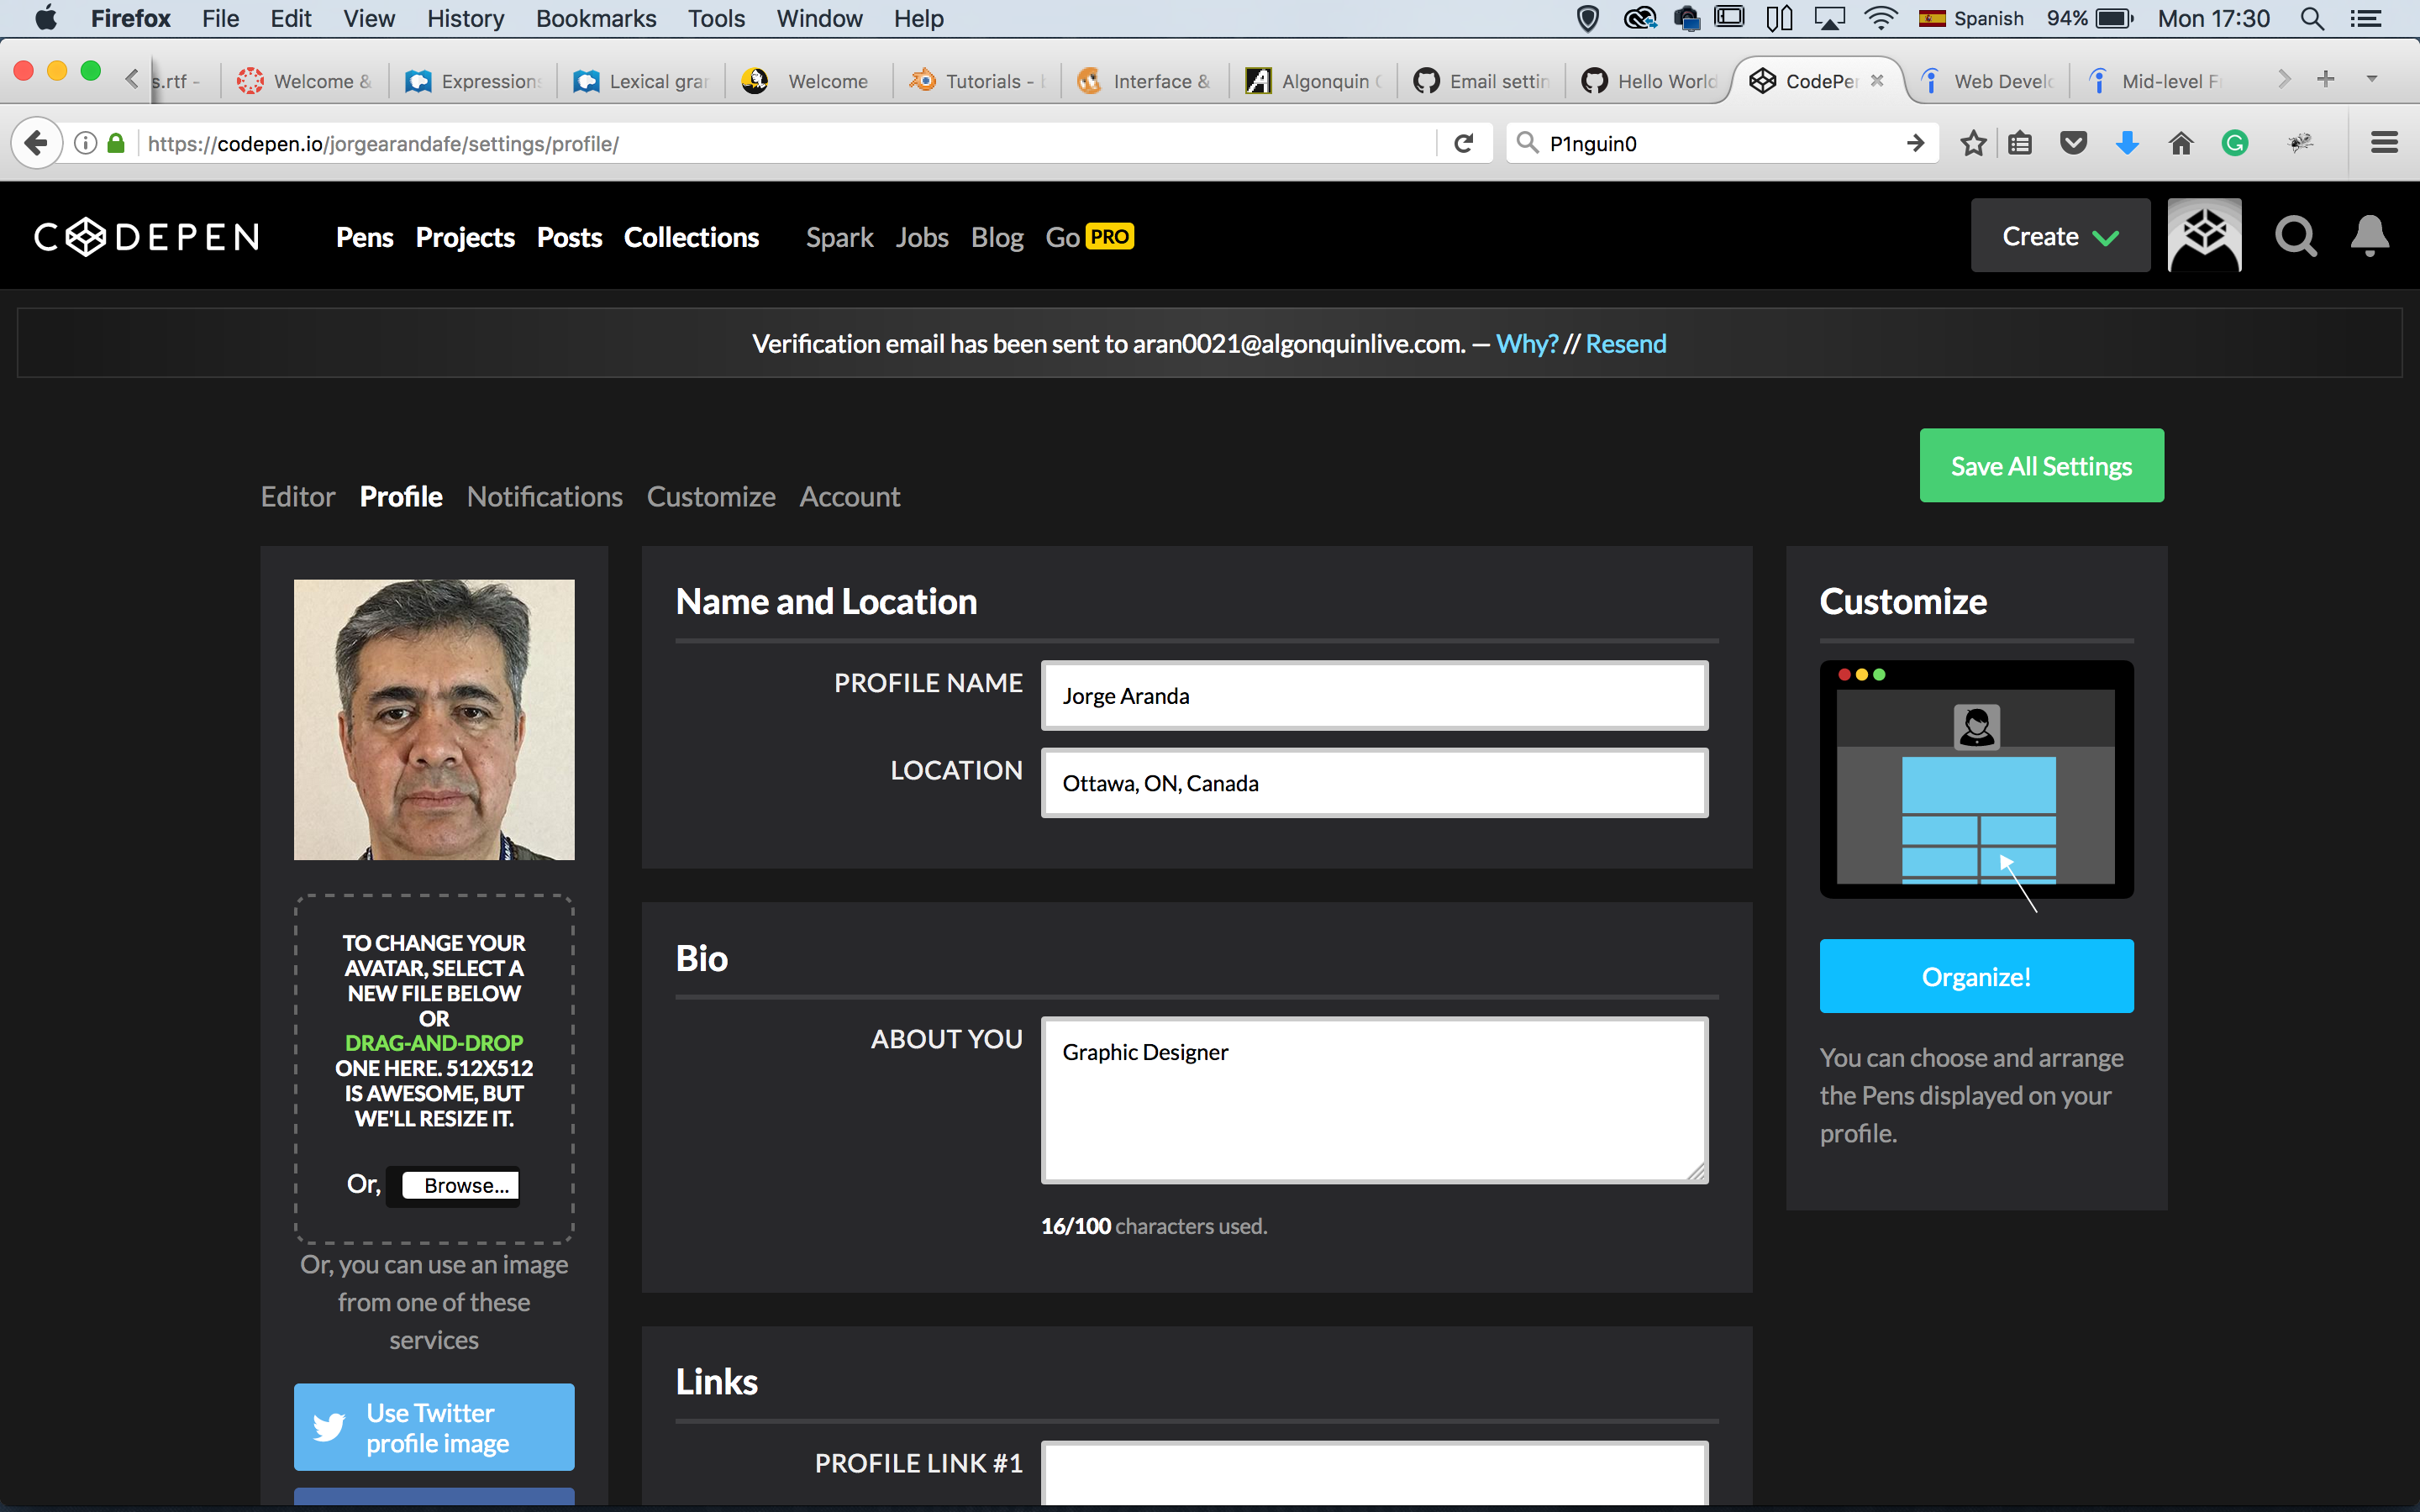 Firefox File Edit View History Bookmarks Tools Window Help Spanish 94% Mon 17:30
s.rtf - Welcome & Expressions Lexical grar Welcome Tutorials - Interface & Algonquin Email settin Hello World CodePen Web Develo Mid-level F
https://codepen.io/jorgearandafe/settings/profile/ P1nguin0
CODEPEN Pens Projects Posts Collections Spark Jobs Blog Go PRO Create
Verification email has been sent to aran0021@algonquinlive.com. — Why? // Resend
Save All Settings
Editor Profile Notifications Customize Account
TO CHANGE YOUR
AVATAR, SELECT A
NEW FILE BELOW
OR
DRAG-AND-DROP
ONE HERE. 512X512
IS AWESOME, BUT
WE'LL RESIZE IT.
Or, Browse...
Or, you can use an image
from one of these
services
Use Twitter
profile image
Name and Location
PROFILE NAME Jorge Aranda
LOCATION Ottawa, ON, Canada
Bio
ABOUT YOU Graphic Designer
16/100 characters used.
Links
PROFILE LINK #1
Customize
Organize!
You can choose and arrange
the Pens displayed on your
profile.